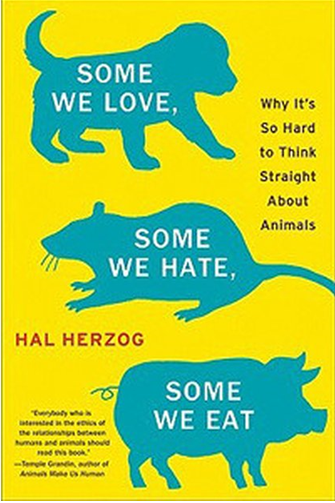 SOME
WE LOVE,
Why It's
So Hard
to Think
Straight
About
Animals
SOME
WE HATE,
HAL HERZOG
SOME
WE EAT
"Everybody who is
interested in the ethics of
the relationships between
humans and animals should
read this book."
—Temple Grandin, author of
Animals Make Us Human